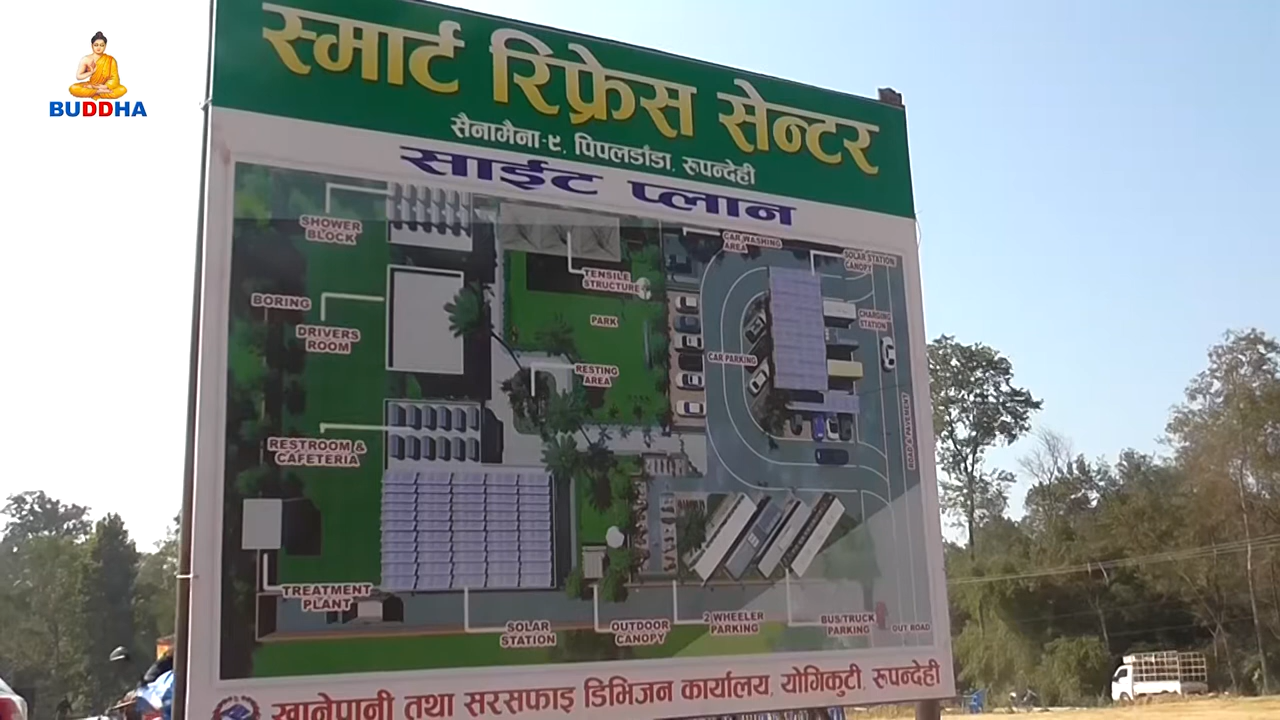 BUDDHA
स्मार्ट रिफ्रेस सेन्टर
सैनामैना-९, पिपलडाँडा, रूपन्देही
साईट प्लान
SHOWER BLOCK
BORING
DRIVERS ROOM
RESTROOM & CAFETERIA
TREATMENT PLANT
TENSILE STRUCTURE
PARK
RESTING AREA
CAR WASHING AREA
SOLAR STATION CANOPY
CHARGING STATION
CAR PARKING
ROAD & PAVEMENT
SOLAR STATION
OUTDOOR CANOPY
2 WHEELER PARKING
BUS/TRUCK PARKING
OUT ROAD
खानेपानी तथा सरसफाइ डिभिजन कार्यालय, योगिकुटी, रूपन्देही